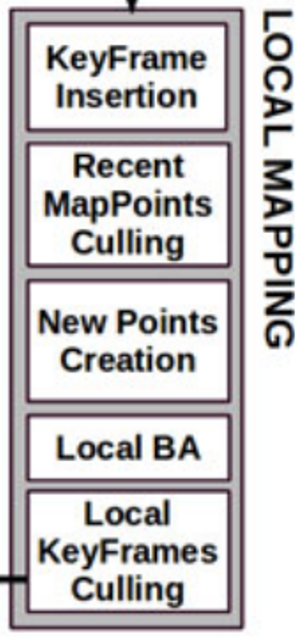 KeyFrame
Insertion
Recent
MapPoints
Culling
New Points
Creation
Local BA
Local
KeyFrames
Culling
LOCAL MAPPING